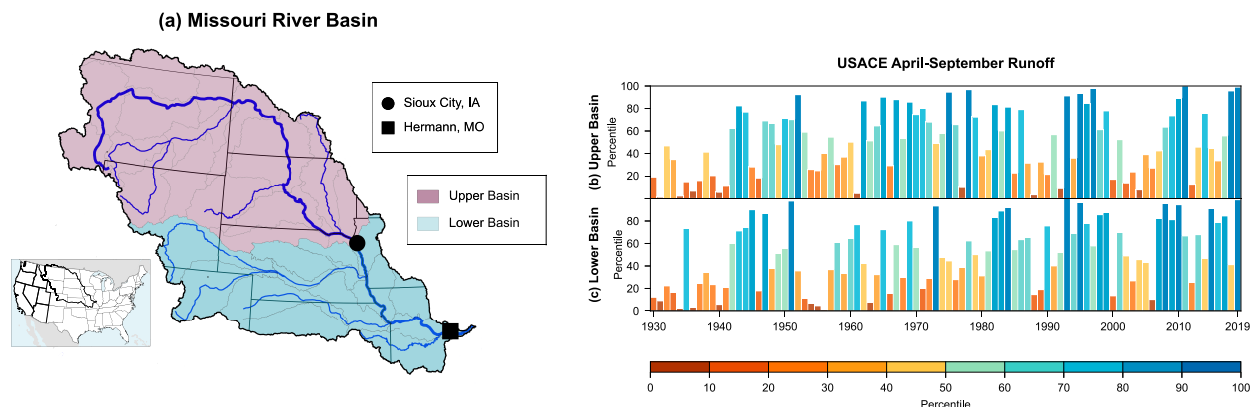 (a) Missouri River Basin
Sioux City, IA
Hermann, MO
Upper Basin
Lower Basin
USACE April-September Runoff
(b) Upper Basin
Percentile
100
80
60
40
20
(c) Lower Basin
Percentile
80
60
40
20
0
1930 1940 1950 1960 1970 1980 1990 2000 2010 2019
0 10 20 30 40 50 60 70 80 90 100
Percentile